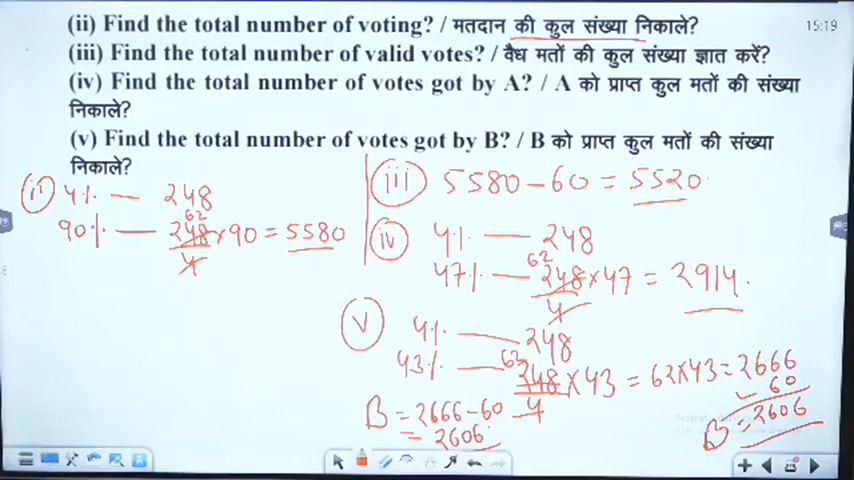 (ii) Find the total number of voting? / मतदान की कुल संख्या निकाले?
15:19
(iii) Find the total number of valid votes? / वैध मतों की कुल संख्या ज्ञात करें?
(iv) Find the total number of votes got by A? / A को प्राप्त कुल मतों की संख्या
निकाले?
(v) Find the total number of votes got by B? / B को प्राप्त कुल मतों की संख्या
निकाले?
(ii) 4% — 248
62
90% — 248/4 × 90 = 5580
(iii) 5580 - 60 = 5520
(iv) 4% — 248
62
47% — 248/4 × 47 = 2914
(v) 4% — 248
62
43% — 248/4 × 43 = 62×43 = 2666
- 60
B = 2606
B = 2666 - 60
= 2606